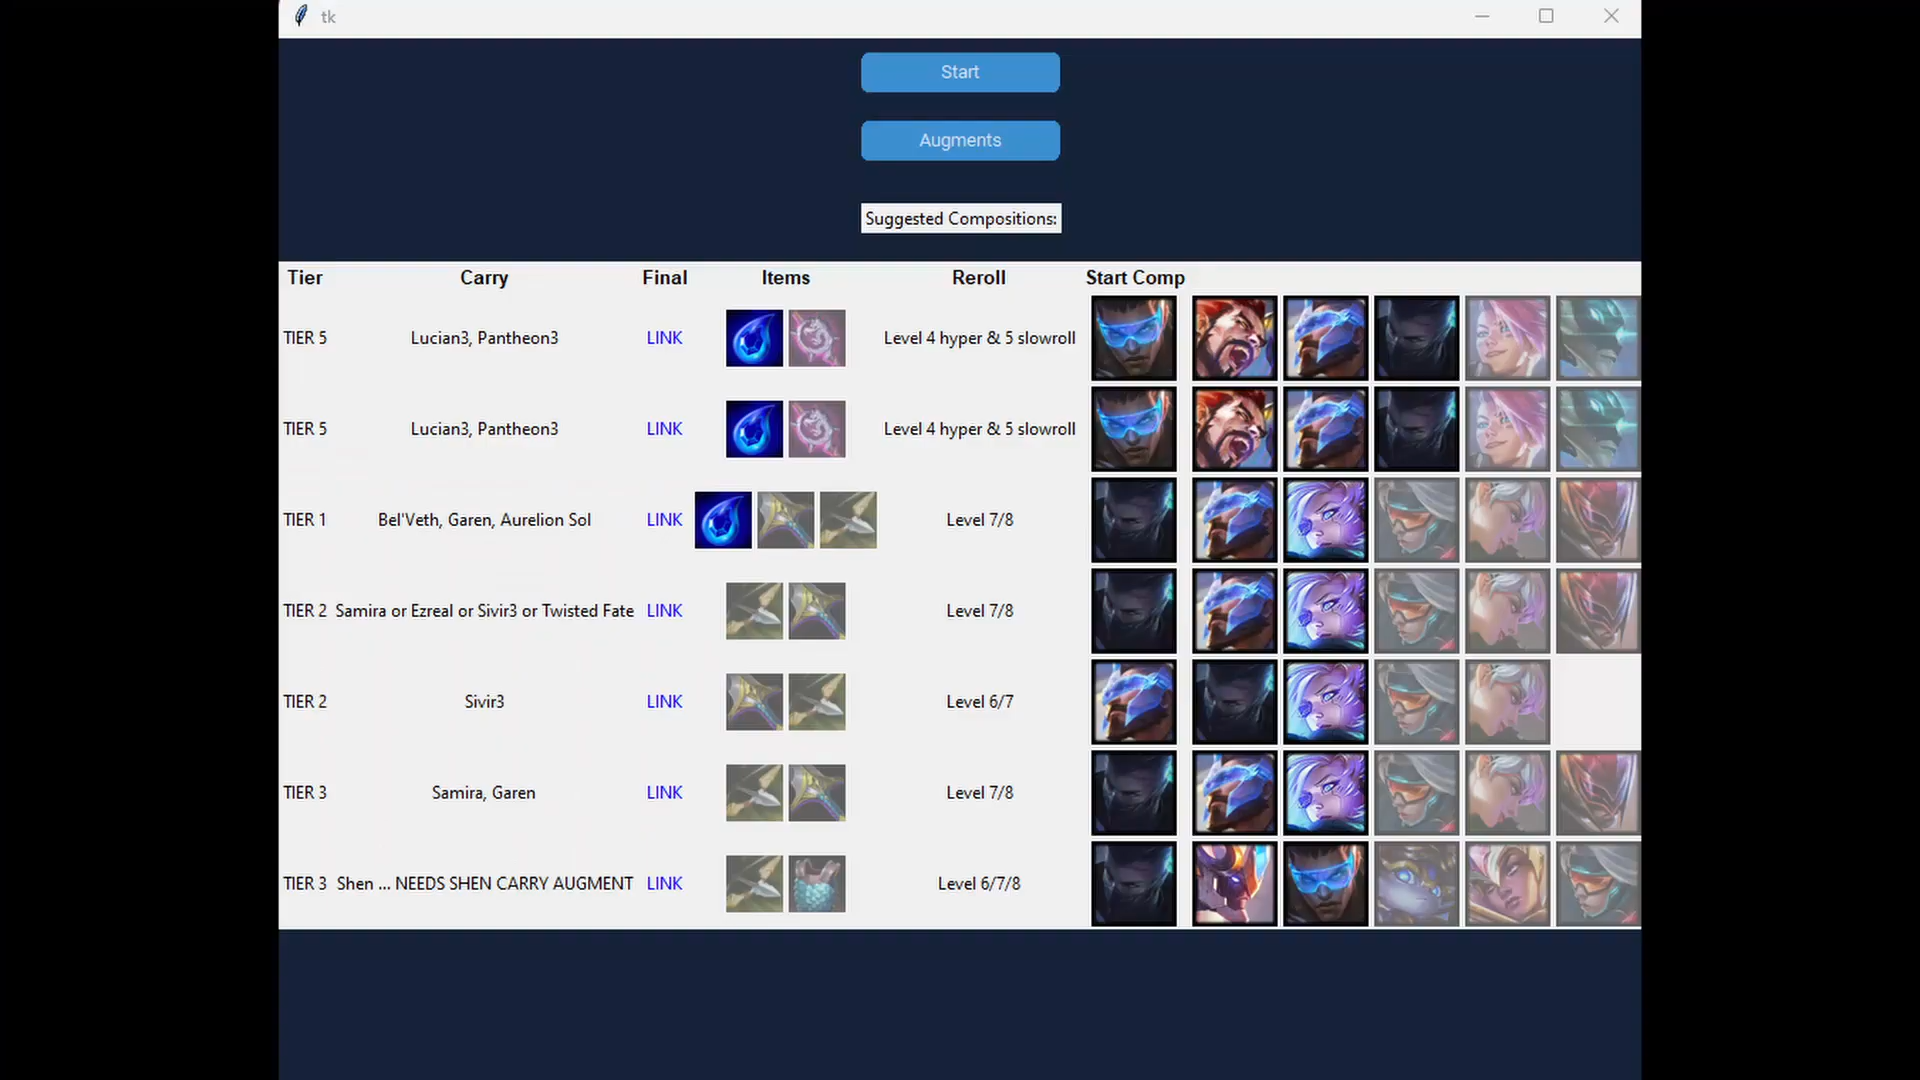 tk
Start
Augments
Suggested Compositions:
Tier Carry Final Items Reroll Start Comp
TIER 5 Lucian3, Pantheon3 LINK Level 4 hyper & 5 slowroll
TIER 5 Lucian3, Pantheon3 LINK Level 4 hyper & 5 slowroll
TIER 1 Bel'Veth, Garen, Aurelion Sol LINK Level 7/8
TIER 2 Samira or Ezreal or Sivir3 or Twisted Fate LINK Level 7/8
TIER 2 Sivir3 LINK Level 6/7
TIER 3 Samira, Garen LINK Level 7/8
TIER 3 Shen ... NEEDS SHEN CARRY AUGMENT LINK Level 6/7/8